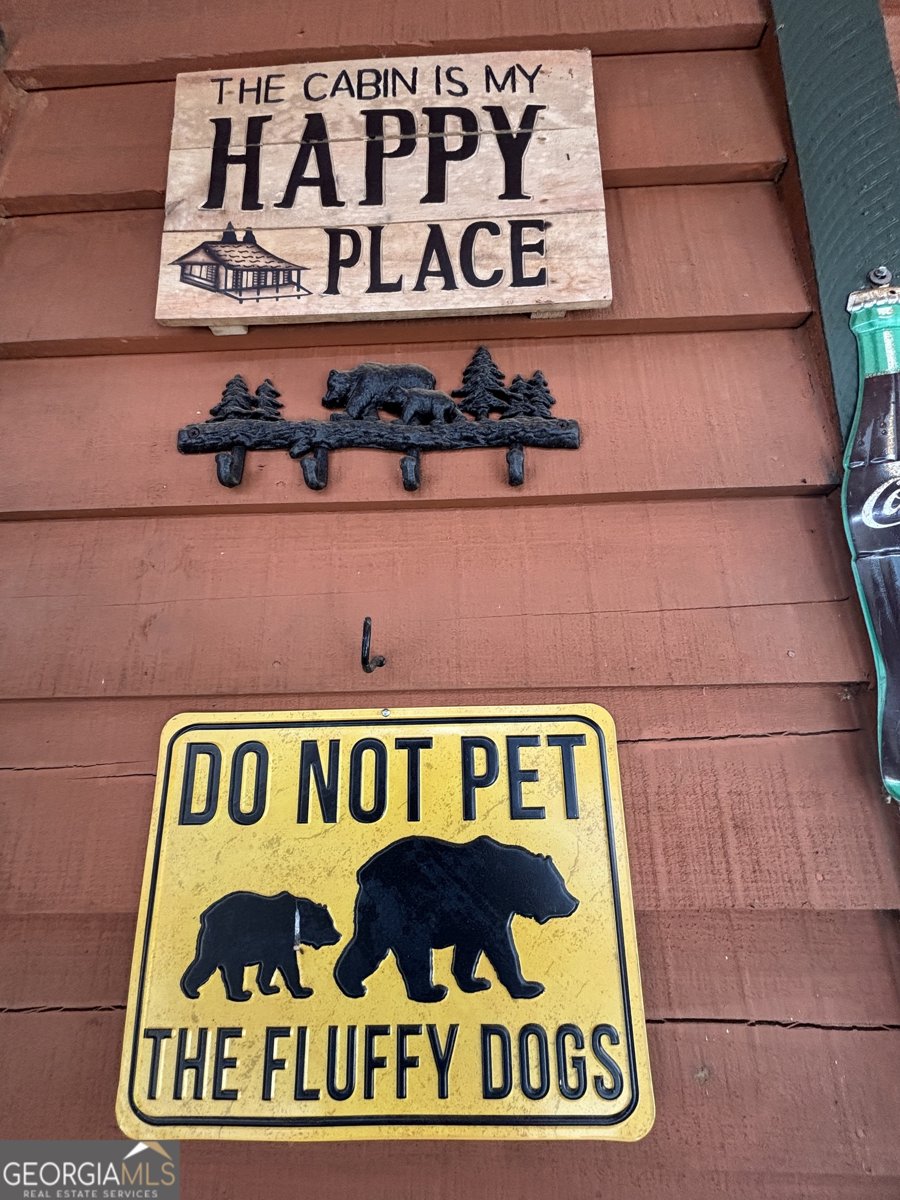 THE CABIN IS MY
HAPPY
PLACE
DO NOT PET
THE FLUFFY DOGS
GEORGIAMLS
REAL ESTATE SERVICES